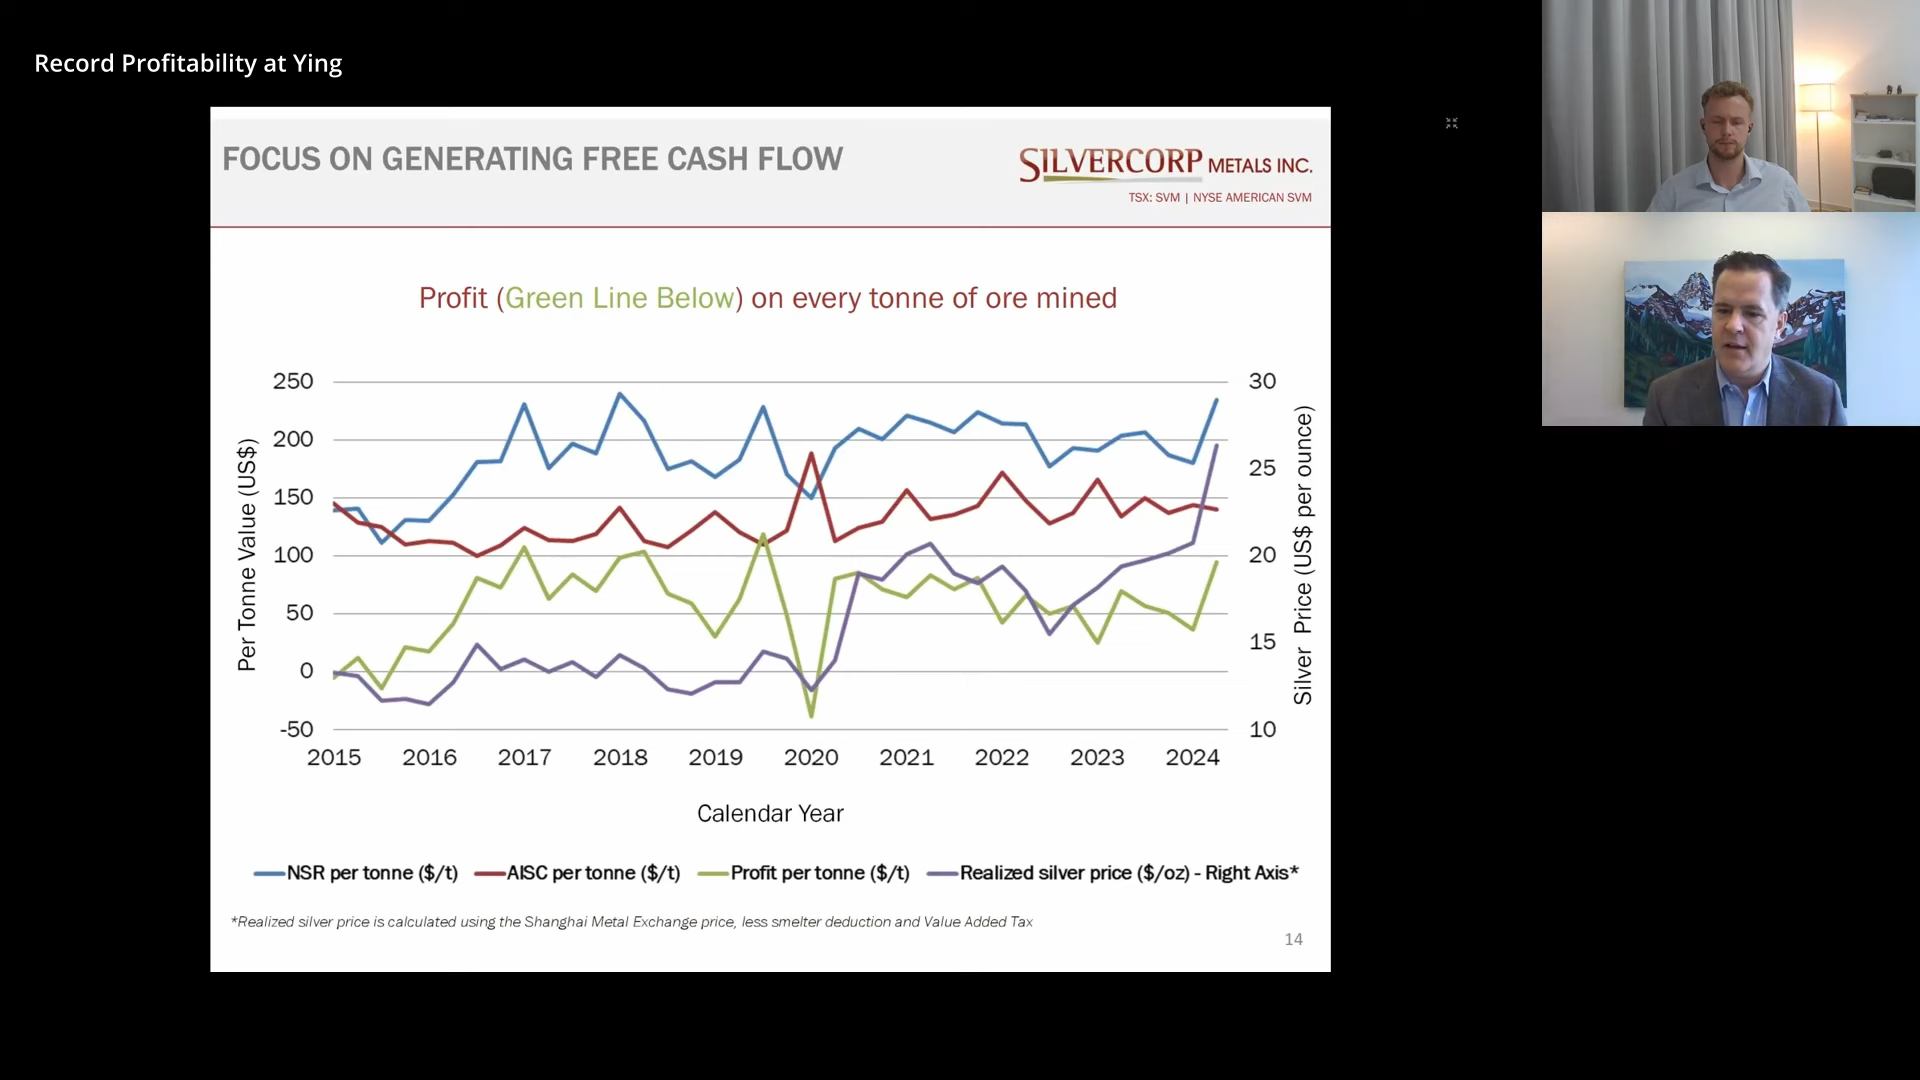 Record Profitability at Ying
FOCUS ON GENERATING FREE CASH FLOW
SILVERCORP METALS INC.
TSX: SVM | NYSE AMERICAN SVM
Profit (Green Line Below) on every tonne of ore mined
Per Tonne Value (US$)
250
200
150
100
50
0
-50
30
25
20
15
10
Silver Price (US$ per ounce)
2015 2016 2017 2018 2019 2020 2021 2022 2023 2024
Calendar Year
NSR per tonne ($/t) AISC per tonne ($/t) Profit per tonne ($/t) Realized silver price ($/oz) - Right Axis*
*Realized silver price is calculated using the Shanghai Metal Exchange price, less smelter deduction and Value Added Tax
14